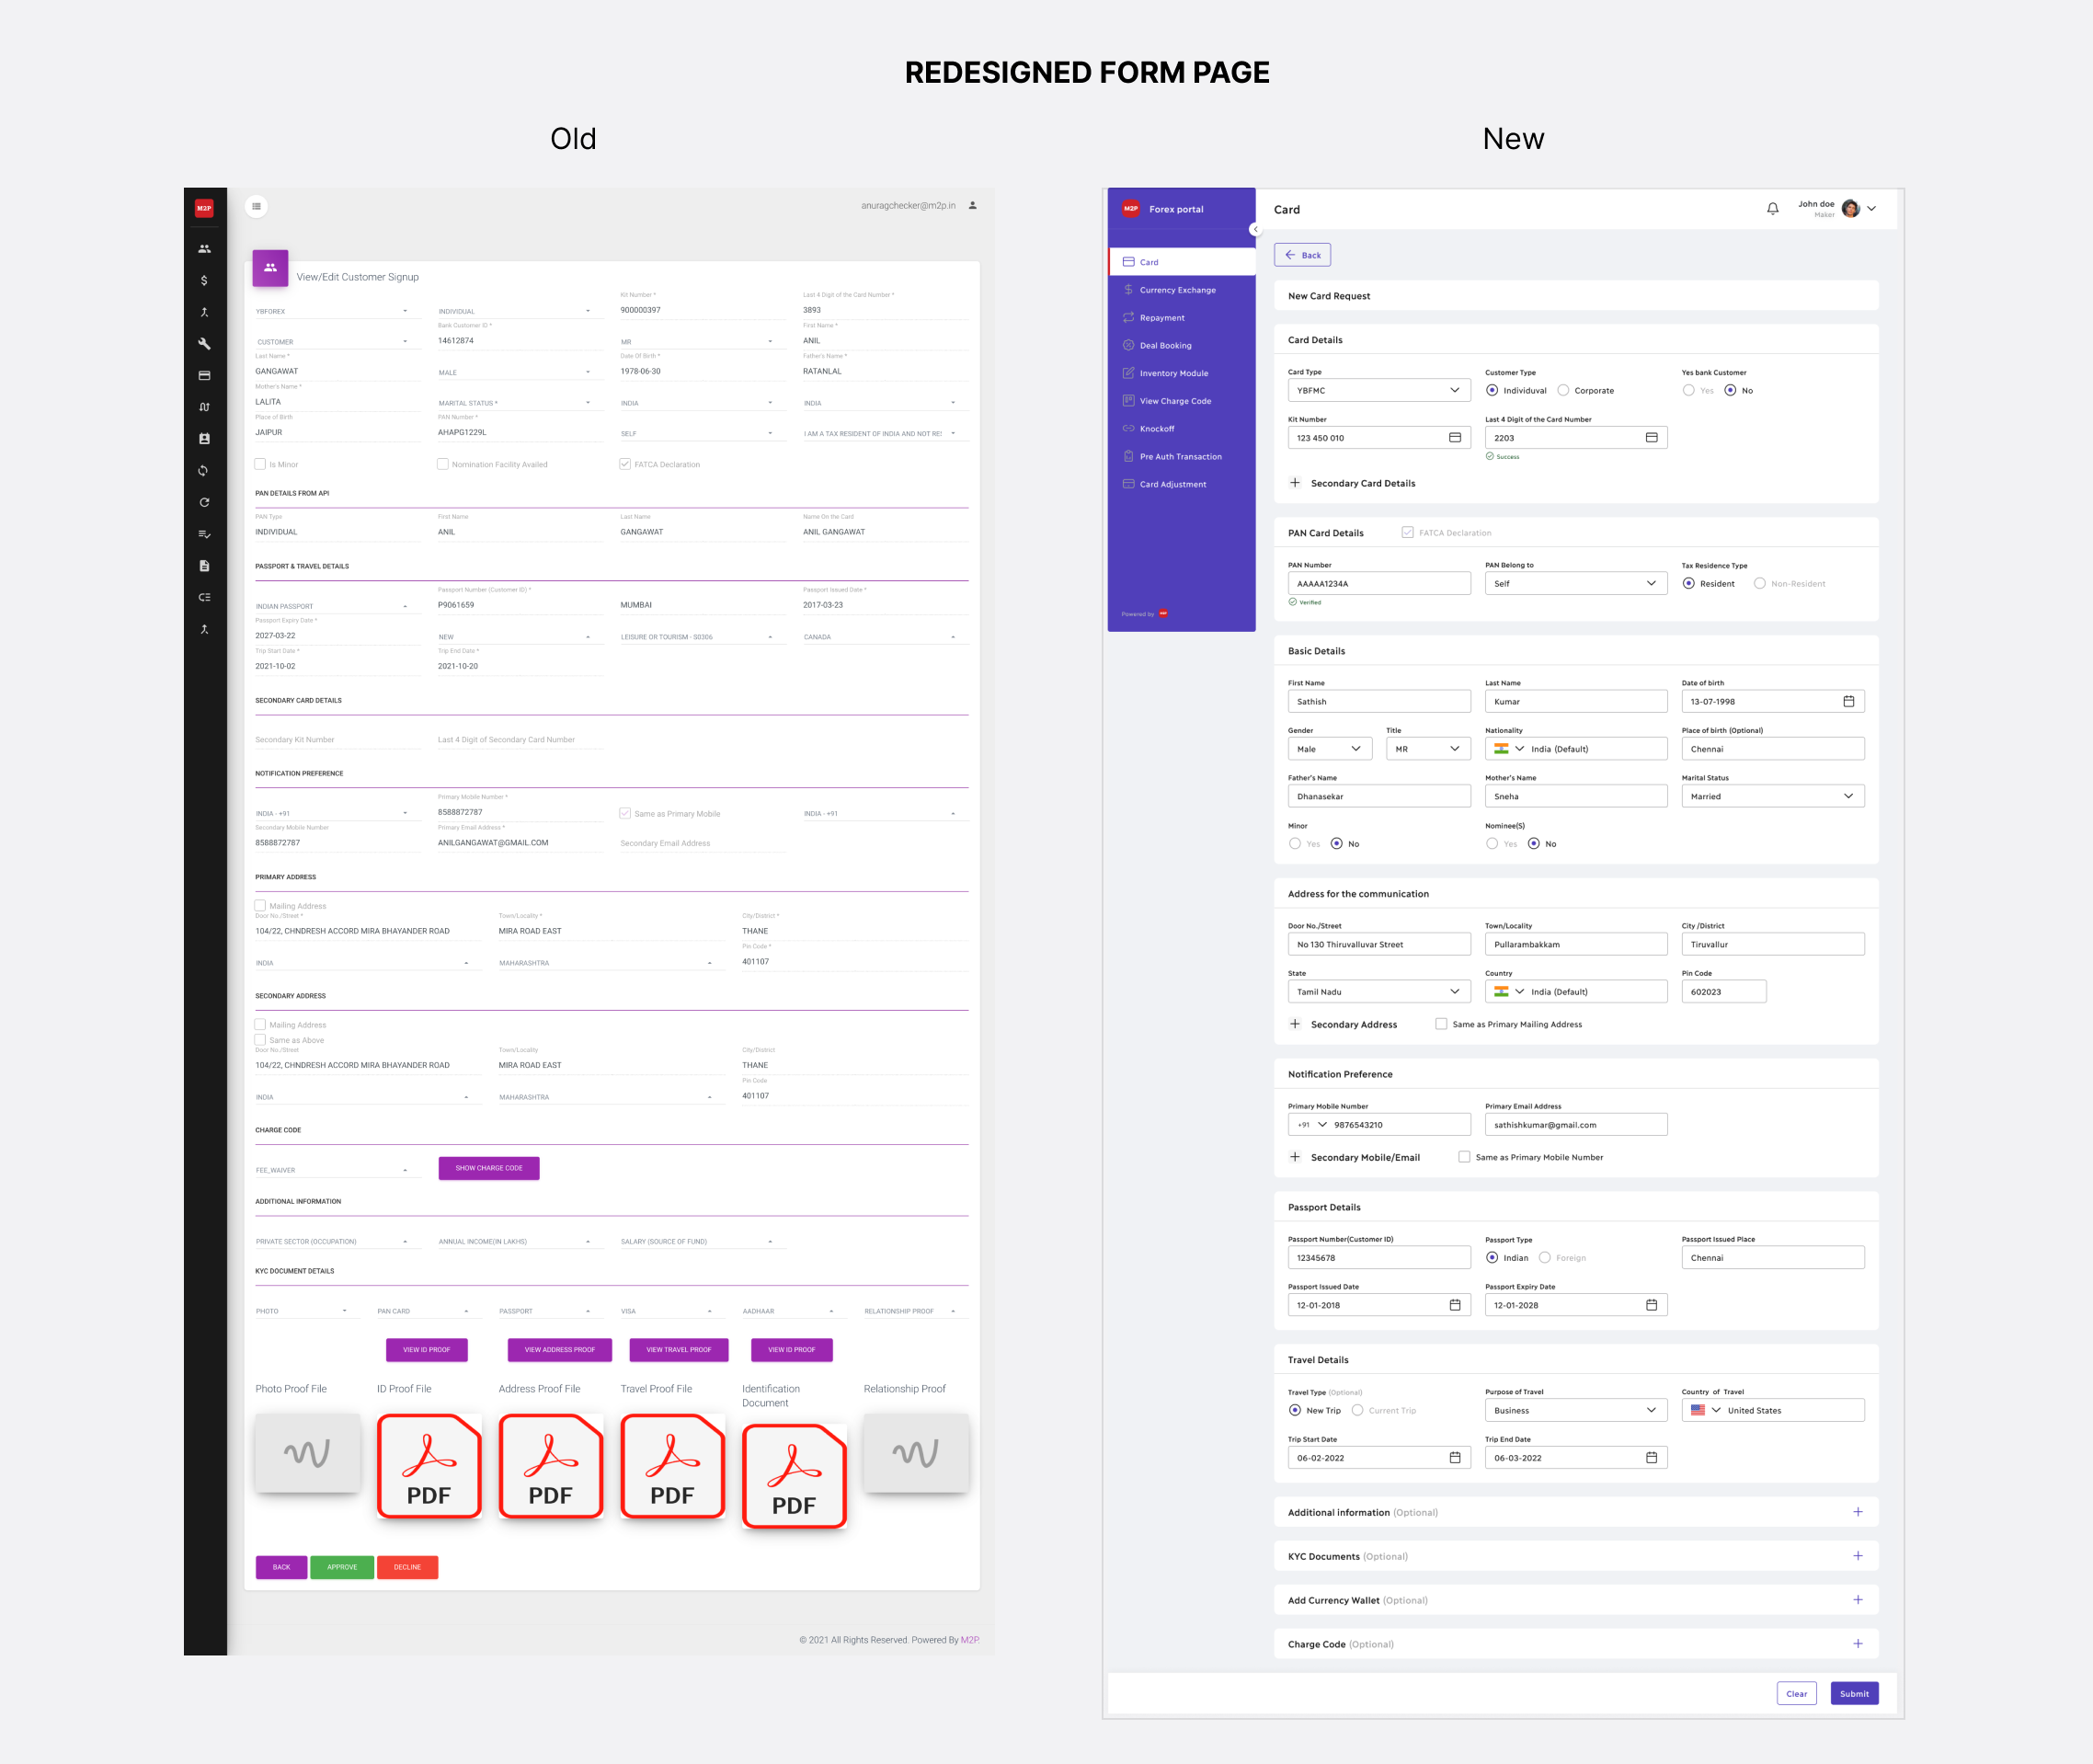 REDESIGNED FORM PAGE
Old
M2P
anuragchecker@m2p.in
View/Edit Customer Signup
Kit Number * Last 4 Digit of the Card Number *
YBFOREX INDIVIDUAL 900000397 3893
Bank Customer ID * First Name *
CUSTOMER 14612874 MR ANIL
Last Name * Date Of Birth * Father's Name *
GANGAWAT MALE 1978-06-30 RATANLAL
Mother's Name *
LALITA MARITAL STATUS * INDIA INDIA
Place of Birth PAN Number *
JAIPUR AHAPG1229L SELF I AM A TAX RESIDENT OF INDIA AND NOT RE
Is Minor Nomination Facility Availed FATCA Declaration
PAN DETAILS FROM API
PAN Type First Name Last Name Name On the Card
INDIVIDUAL ANIL GANGAWAT ANIL GANGAWAT
PASSPORT & TRAVEL DETAILS
Passport Number (Customer ID) * Passport Issued Date *
INDIAN PASSPORT P9061659 MUMBAI 2017-03-23
Passport Expiry Date *
2027-03-22 NEW LEISURE OR TOURISM - S0306 CANADA
Trip Start Date * Trip End Date *
2021-10-02 2021-10-20
SECONDARY CARD DETAILS
Secondary Kit Number Last 4 Digit of Secondary Card Number
NOTIFICATION PREFERENCE
Primary Mobile Number *
INDIA - +91 8588872787 Same as Primary Mobile INDIA - +91
Secondary Mobile Number Primary Email Address *
8588872787 ANILGANGAWAT@GMAIL.COM Secondary Email Address
PRIMARY ADDRESS
Mailing Address
Door No./Street * Town/Locality * City/District *
104/22, CHNDRESH ACCORD MIRA BHAYANDER ROAD MIRA ROAD EAST THANE
Pin Code *
INDIA MAHARASHTRA 401107
SECONDARY ADDRESS
Mailing Address
Same as Above
Door No./Street Town/Locality City/District
104/22, CHNDRESH ACCORD MIRA BHAYANDER ROAD MIRA ROAD EAST THANE
Pin Code
INDIA MAHARASHTRA 401107
CHARGE CODE
FEE_WAIVER SHOW CHARGE CODE
ADDITIONAL INFORMATION
PRIVATE SECTOR (OCCUPATION) ANNUAL INCOME(IN LAKHS) SALARY (SOURCE OF FUND)
KYC DOCUMENT DETAILS
PHOTO PAN CARD PASSPORT VISA AADHAAR RELATIONSHIP PROOF
VIEW ID PROOF VIEW ADDRESS PROOF VIEW TRAVEL PROOF VIEW ID PROOF
Photo Proof File ID Proof File Address Proof File Travel Proof File Identification Relationship Proof
Document
PDF PDF PDF PDF
BACK APPROVE DECLINE
© 2021 All Rights Reserved. Powered By M2P.
New
M2P Forex portal
Card
Currency Exchange
Repayment
Deal Booking
Inventory Module
View Charge Code
Knockoff
Pre Auth Transaction
Card Adjustment
Powered by M2P
Card
John doe
Maker
Back
New Card Request
Card Details
Card Type Customer Type Yes bank Customer
YBFMC Individuval Corporate Yes No
Kit Number Last 4 Digit of the Card Number
123 450 010 2203
Success
Secondary Card Details
PAN Card Details FATCA Declaration
PAN Number PAN Belong to Tax Residence Type
AAAAA1234A Self Resident Non-Resident
Verified
Basic Details
First Name Last Name Date of birth
Sathish Kumar 13-07-1998
Gender Title Nationality Place of birth (Optional)
Male MR India (Default) Chennai
Father's Name Mother's Name Marital Status
Dhanasekar Sneha Married
Minor Nominee(S)
Yes No Yes No
Address for the communication
Door No./Street Town/Locality City /District
No 130 Thiruvalluvar Street Pullarambakkam Tiruvallur
State Country Pin Code
Tamil Nadu India (Default) 602023
Secondary Address Same as Primary Mailing Address
Notification Preference
Primary Mobile Number Primary Email Address
+91 9876543210 sathishkumar@gmail.com
Secondary Mobile/Email Same as Primary Mobile Number
Passport Details
Passport Number(Customer ID) Passport Type Passport Issued Place
12345678 Indian Foreign Chennai
Passport Issued Date Passport Expiry Date
12-01-2018 12-01-2028
Travel Details
Travel Type (Optional) Purpose of Travel Country of Travel
New Trip Current Trip Business United States
Trip Start Date Trip End Date
06-02-2022 06-03-2022
Additional information (Optional)
KYC Documents (Optional)
Add Currency Wallet (Optional)
Charge Code (Optional)
Clear Submit